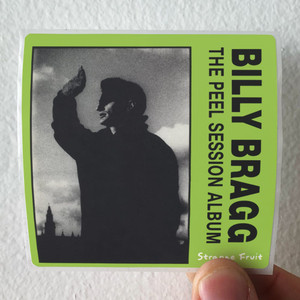 BILLY BRAGG
THE PEEL SESSION ALBUM
Strange Fruit